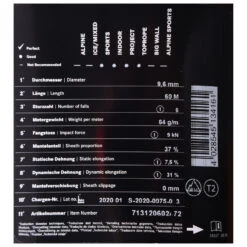 Perfect
Good
Not Recommended
ALPINE
ICE/MIXED
SPORTS
INDOOR
PROJECT
TOPROPE
BIG WALL
ALPINE SPORTS
1 Durchmesser | Diameter 9,6 mm
2 Länge | Length 60 M
3 Sturzzahl | Number of falls 8
4 Metergewicht | Weight per meter 64 g/m
5 Fangstoss | Impact force 9 kN
6 Mantelanteil | Sheath proportion 37 %
7 Statische Dehnung | Static elongation 7,5 %
8 Dynamische Dehnung | Dynamic elongation 31 %
9 Mantelverschiebung | Sheath slippage 0 mm
10 Chargen-Nr. | Lot no. 2020 01 S-2020-0075-0 3
11 Artikelnummer | Item No. 713120602 72
4 028545 134161
T2